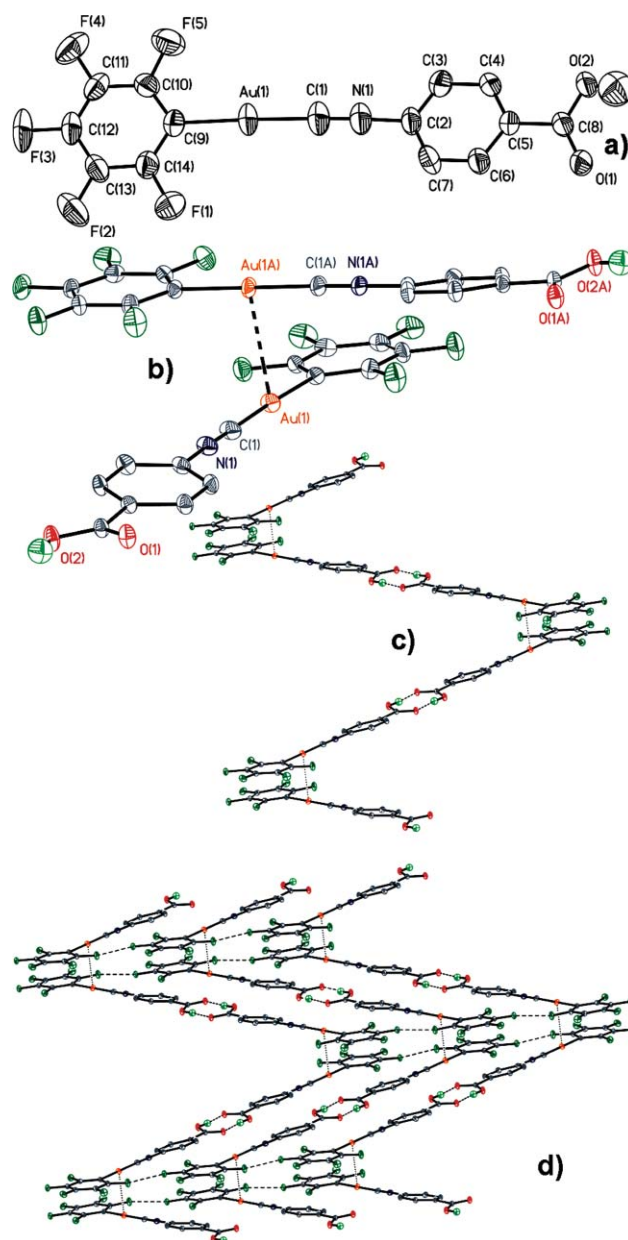 F(4) F(5)
C(11) C(10) Au(1) C(1) N(1) C(3) C(4) O(2)
C(12) C(9) C(2) C(5) C(8) a)
F(3) C(13) C(14) C(7) C(6) O(1)
F(2) F(1)
Au(1A) C(1A) N(1A)
O(2A)
O(1A)
b)
Au(1)
C(1)
N(1)
O(2) O(1)
c)
d)